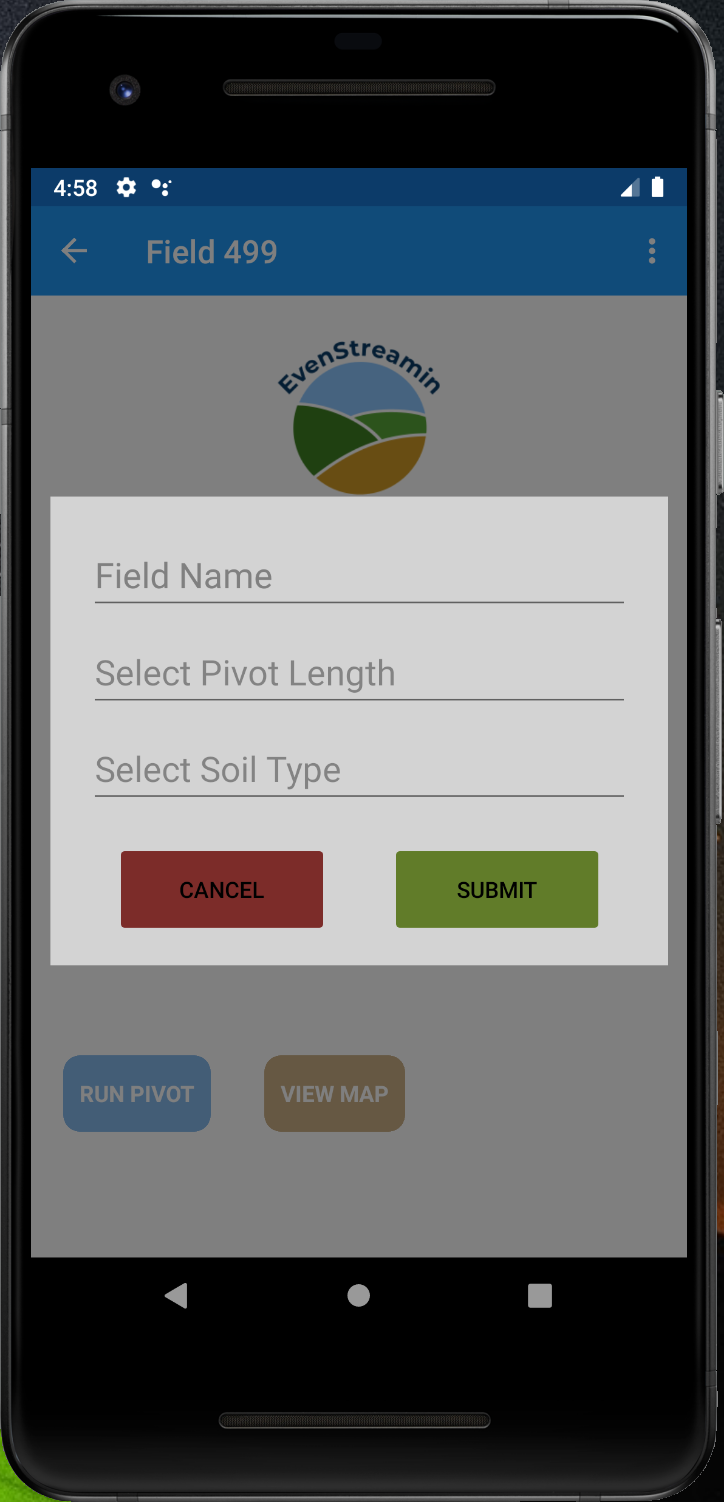 4:58
Field 499
EvenStreamin
Field Name
Select Pivot Length
Select Soil Type
CANCEL
SUBMIT
RUN PIVOT
VIEW MAP